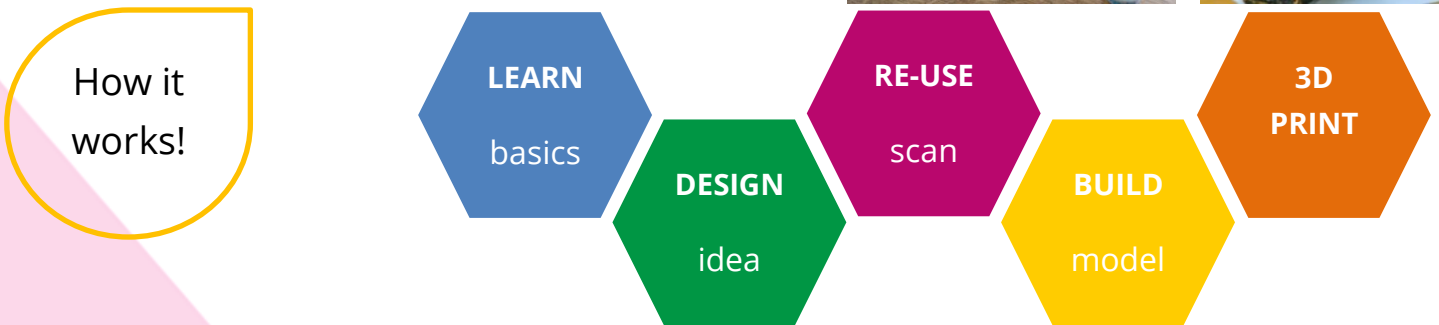 How it
works!
LEARN
basics
DESIGN
idea
RE-USE
scan
BUILD
model
3D
PRINT